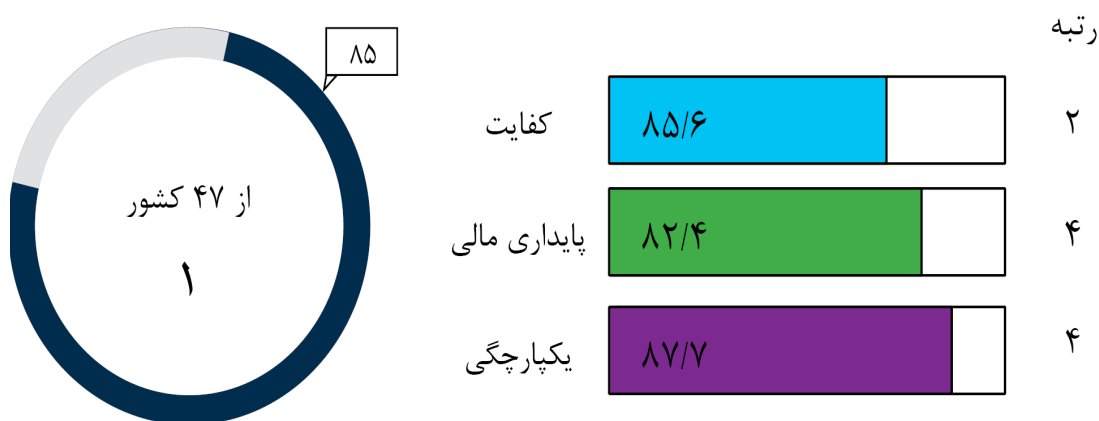 رتبه
۸۵
کفایت ۸۵/۶ ۲
از ۴۷ کشور
۱
پایداری مالی ۸۲/۴ ۴
یکپارچگی ۸۷/۷ ۴